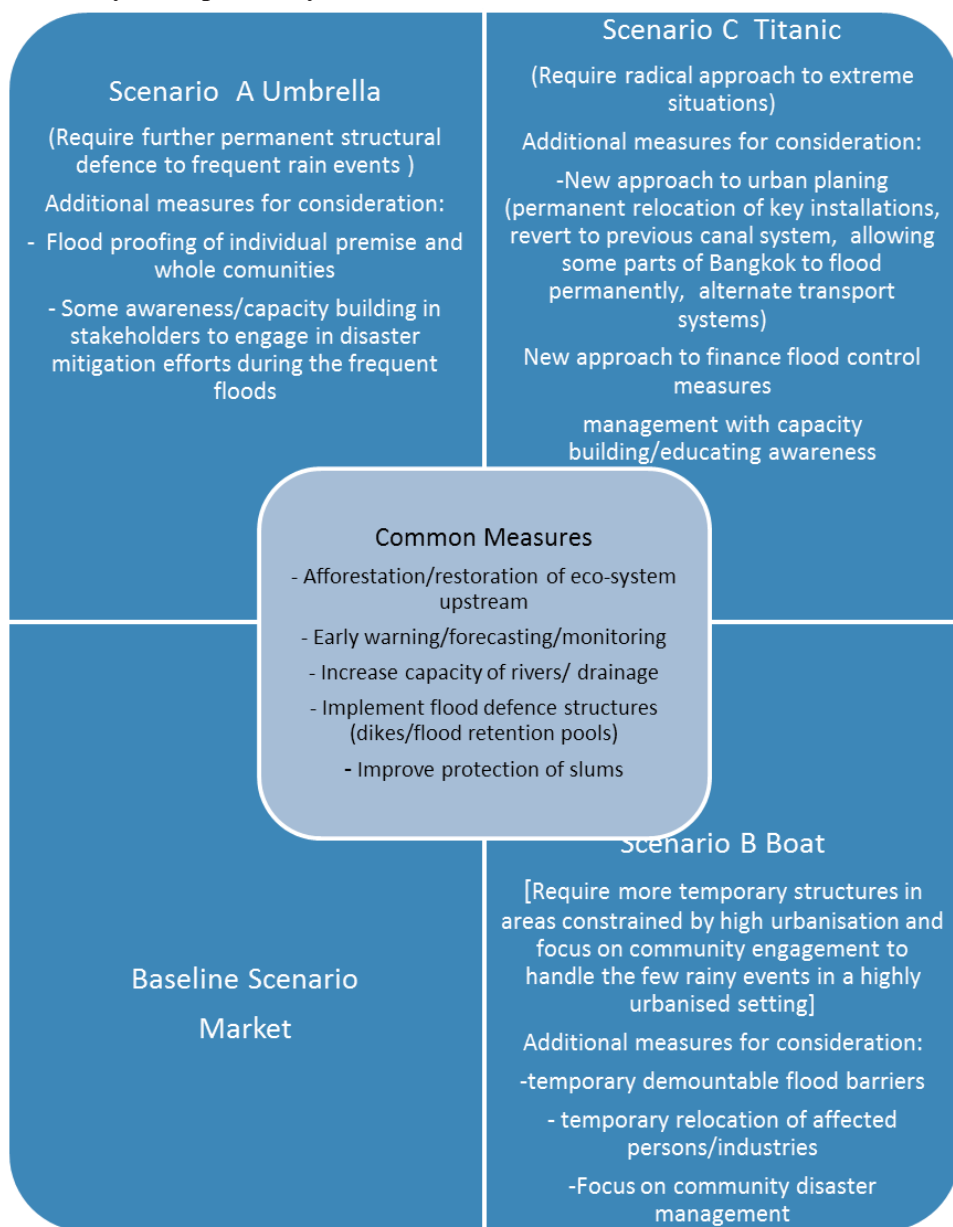 Scenario A Umbrella
(Require further permanent structural
defence to frequent rain events )
Additional measures for consideration:
- Flood proofing of individual premise and
whole comunities
- Some awareness/capacity building in
stakeholders to engage in disaster
mitigation efforts during the frequent
floods
Scenario C Titanic
(Require radical approach to extreme
situations)
Additional measures for consideration:
-New approach to urban planing
(permanent relocation of key installations,
revert to previous canal system, allowing
some parts of Bangkok to flood
permanently, alternate transport
systems)
New approach to finance flood control
measures
management with capacity
building/educating awareness
Common Measures
- Afforestation/restoration of eco-system
upstream
- Early warning/forecasting/monitoring
- Increase capacity of rivers/ drainage
- Implement flood defence structures
(dikes/flood retention pools)
- Improve protection of slums
Baseline Scenario
Market
Scenario B Boat
[Require more temporary structures in
areas constrained by high urbanisation and
focus on community engagement to
handle the few rainy events in a highly
urbanised setting]
Additional measures for consideration:
-temporary demountable flood barriers
- temporary relocation of affected
persons/industries
-Focus on community disaster
management